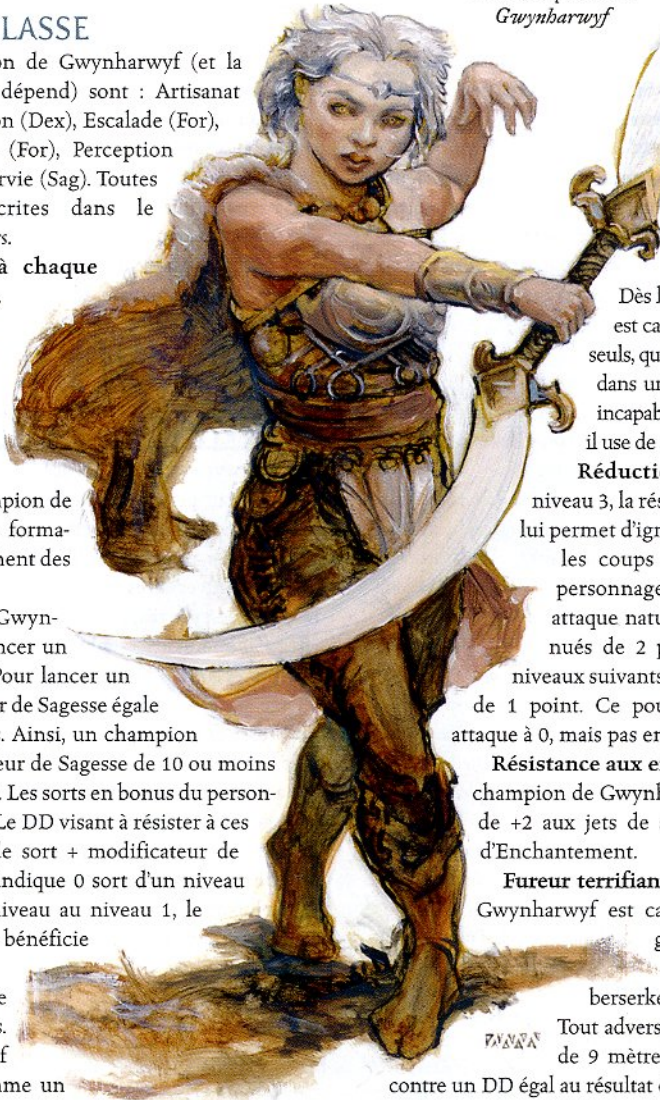 LASSE
on de Gwynharwyf (et la
dépend) sont : Artisanat
on (Dex), Escalade (For),
(For), Perception
rvie (Sag). Toutes
crites dans le
rs.
à chaque
pion de
forma-
ment des
Gwyn-
ncer un
Pour lancer un
r de Sagesse égale
. Ainsi, un champion
eur de Sagesse de 10 ou moins
. Les sorts en bonus du person-
Le DD visant à résister à ces
de sort + modificateur de
indique 0 sort d'un niveau
niveau au niveau 1, le
bénéficie
e
s.
f
me un
Gwynharwyf
Dès l
est ca
seuls, qu
dans un
incapab
il use de
Réducti
niveau 3, la rés
lui permet d'ign
les coups
personnage
attaque natu
nués de 2 p
niveaux suivants
de 1 point. Ce pou
attaque à 0, mais pas en
Résistance aux e
champion de Gwynh
de +2 aux jets de
d'Enchantement.
Fureur terrifian
Gwynharwyf est ca
g
berserke
Tout advers
de 9 mètre
contre un DD égal au résultat